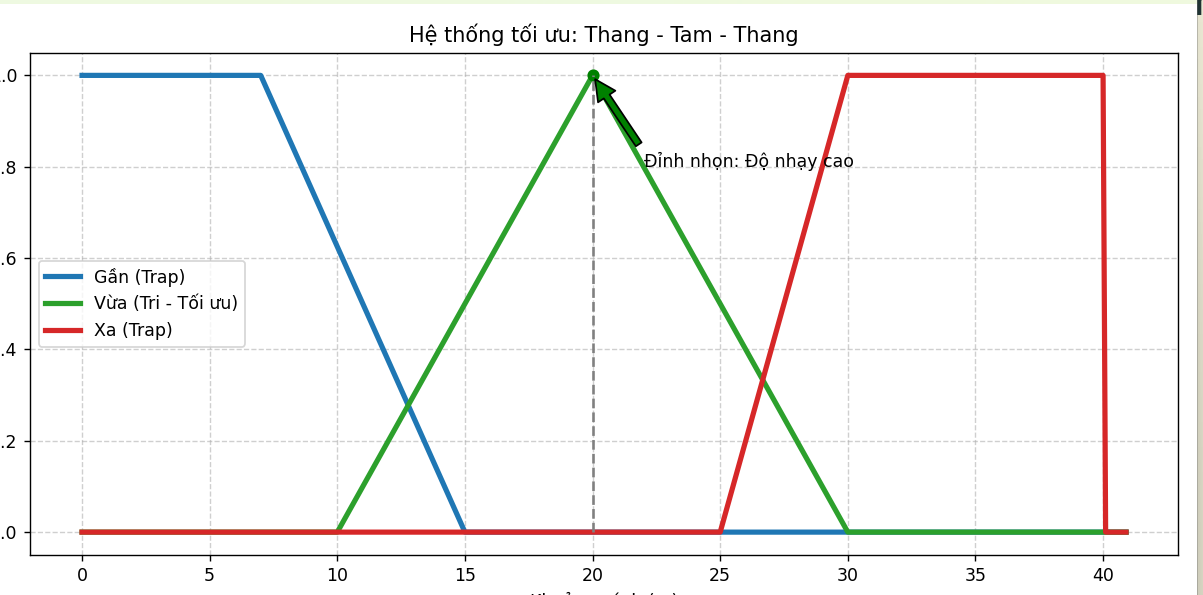 Hệ thống tối ưu: Thang - Tam - Thang
.0
.8
.6
.4
.2
.0
Đỉnh nhọn: Độ nhạy cao
Gần (Trap)
Vừa (Tri - Tối ưu)
Xa (Trap)
0 5 10 15 20 25 30 35 40